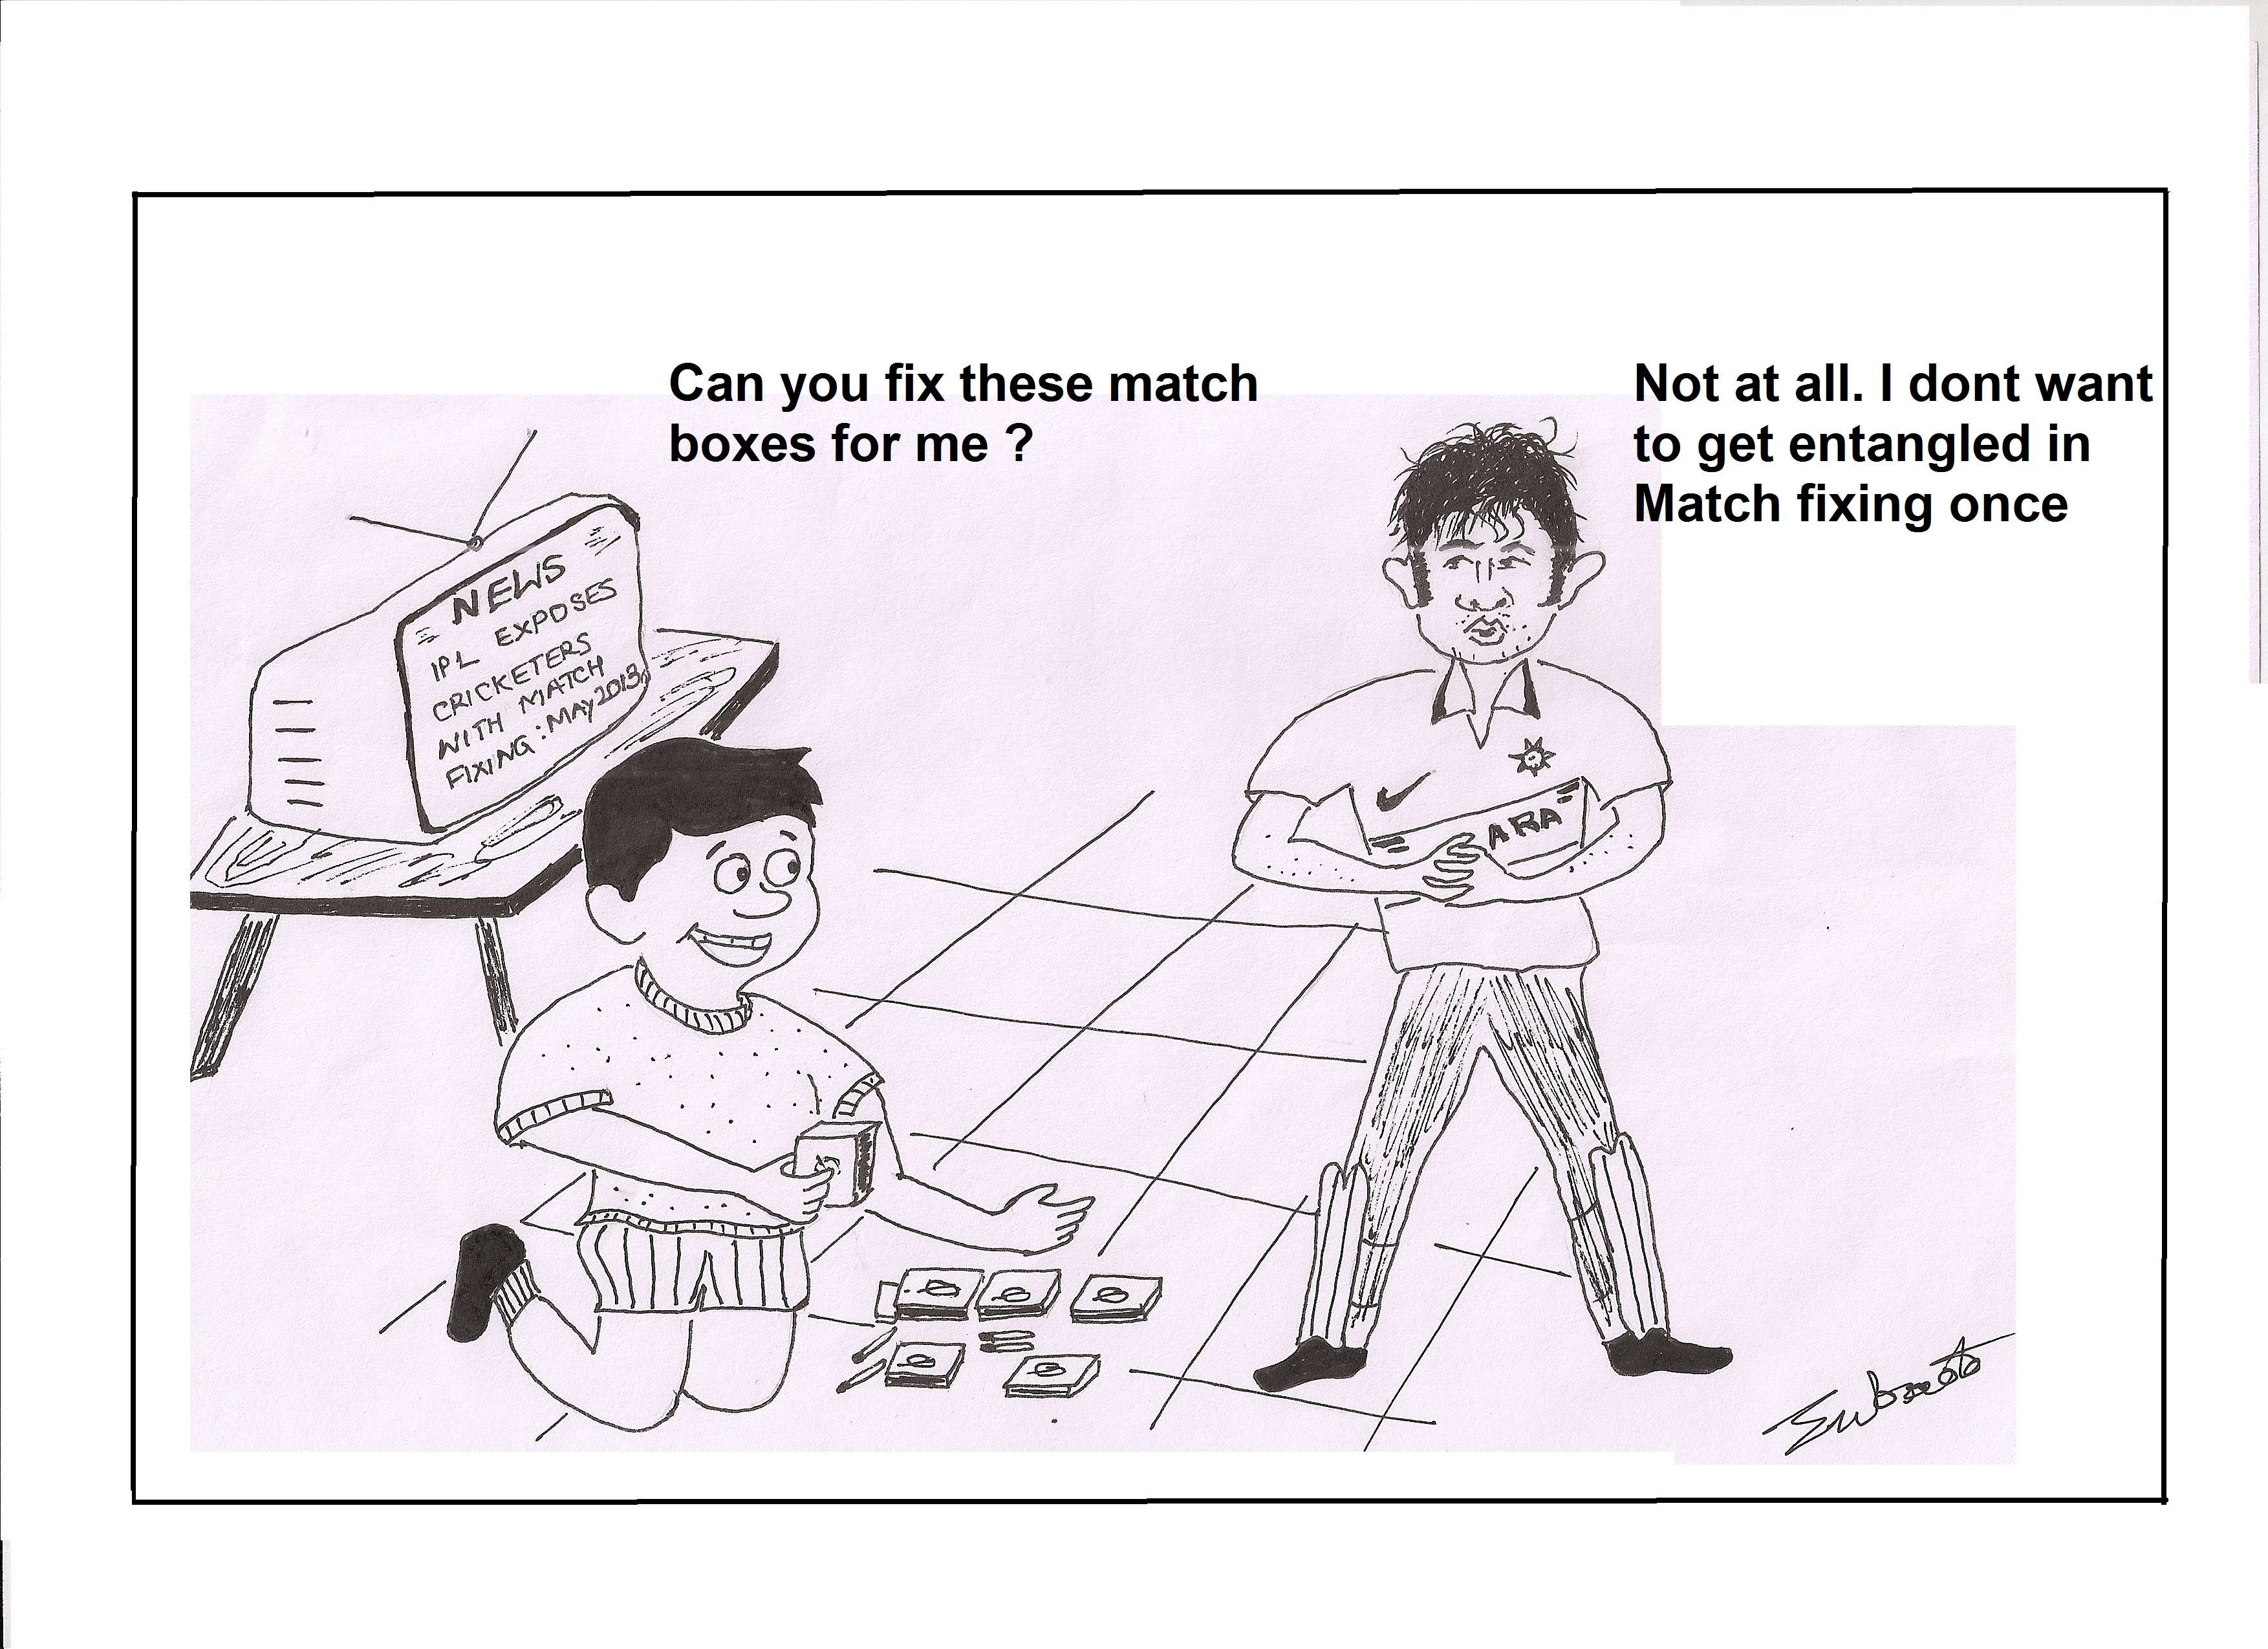 Can you fix these match
boxes for me ?
Not at all. I dont want
to get entangled in
Match fixing once
NEWS
IPL EXPOSES
CRICKETERS
WITH MATCH
FIXING : MAY 2013
ARA